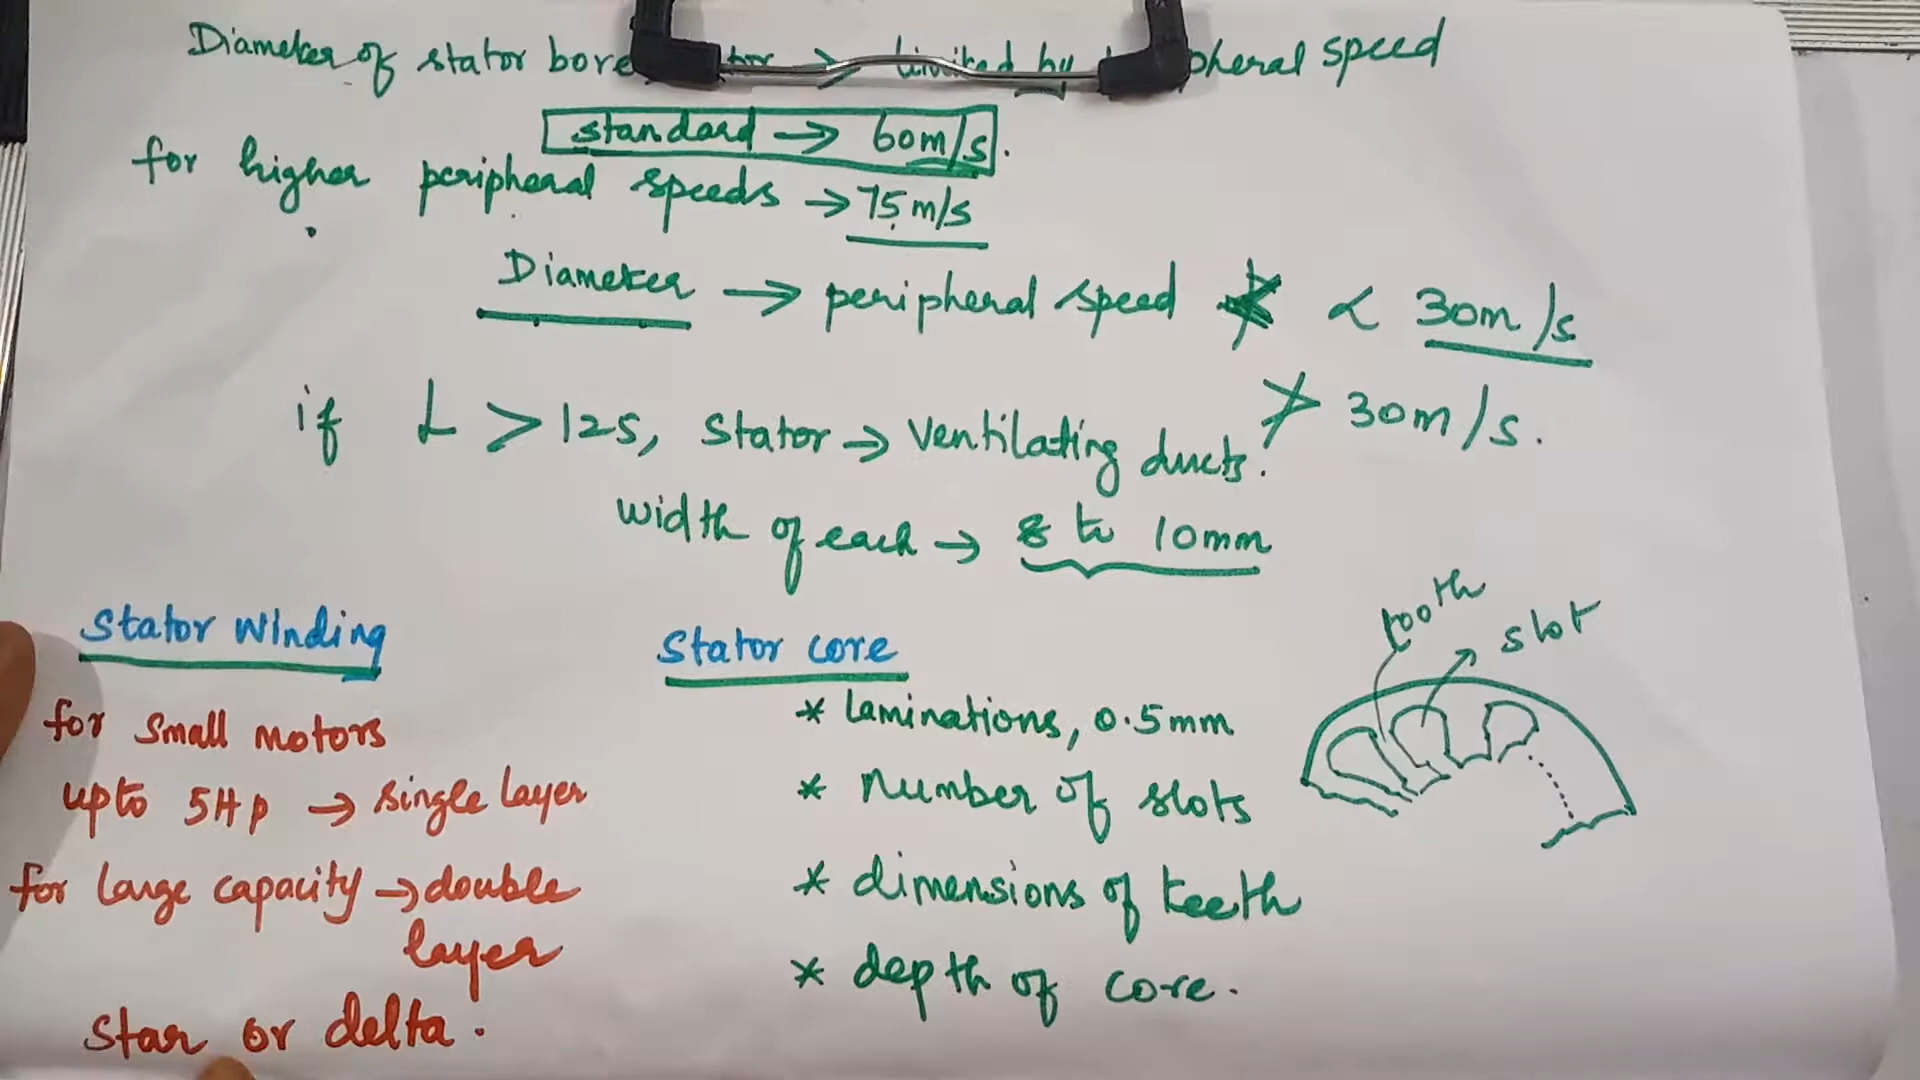 Diameter of stator bore limited by pheral speed
standard → 60m/s.
for higher peripheral speeds → 75m/s
Diameter → peripheral speed < 30m/s
≯ 30m/s.
if L > 125, stator → ventilating ducts.
width of each → 8 to 10mm
tooth
slot
Stator Winding
for small motors
upto 5HP → single layer
for large capacity → double
layer
star or delta.
Stator core
* laminations, 0.5mm
* Number of slots
* dimensions of teeth
* depth of core.